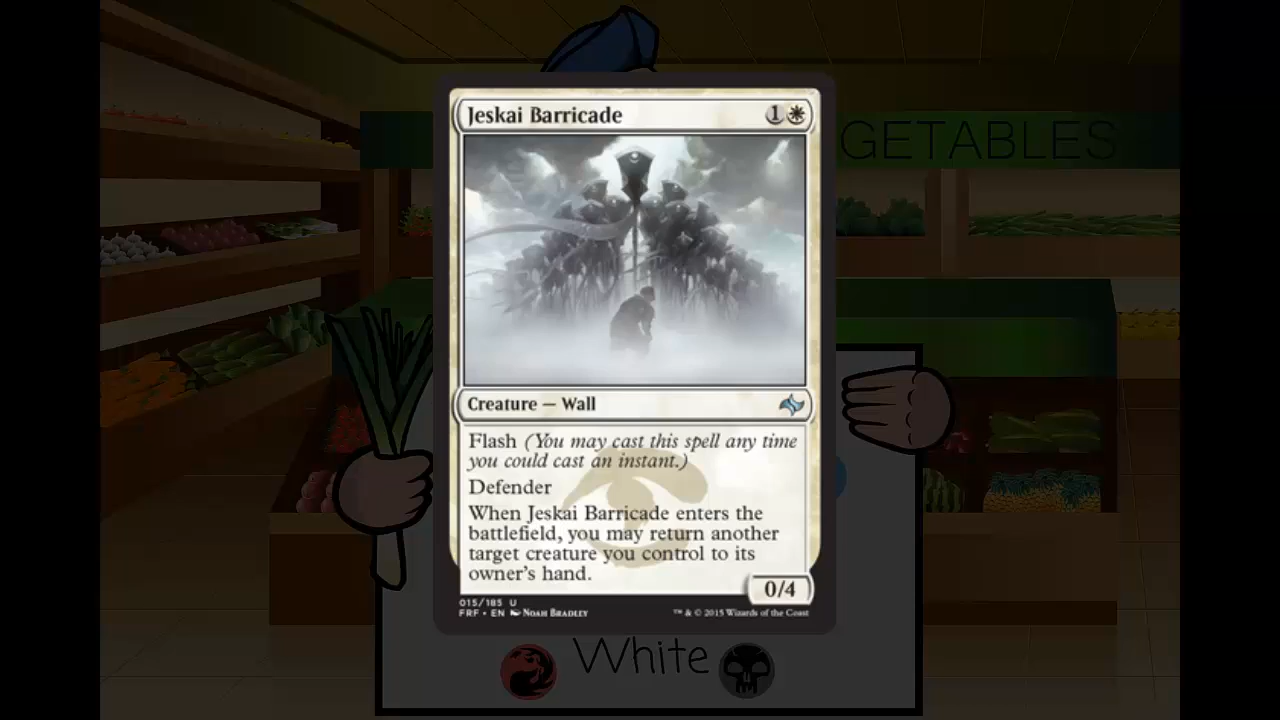 GETABLES
Jeskai Barricade 1
Creature — Wall
Flash (You may cast this spell any time
you could cast an instant.)
Defender
When Jeskai Barricade enters the
battlefield, you may return another
target creature you control to its
owner's hand.
0/4
015/185 U
FRF • EN Noah Bradley
™ & © 2015 Wizards of the Coast
White